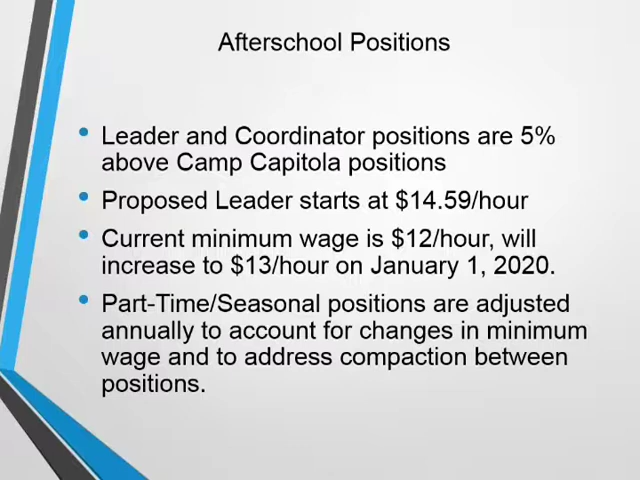 Afterschool Positions
• Leader and Coordinator positions are 5%
above Camp Capitola positions
• Proposed Leader starts at $14.59/hour
• Current minimum wage is $12/hour, will
increase to $13/hour on January 1, 2020.
• Part-Time/Seasonal positions are adjusted
annually to account for changes in minimum
wage and to address compaction between
positions.